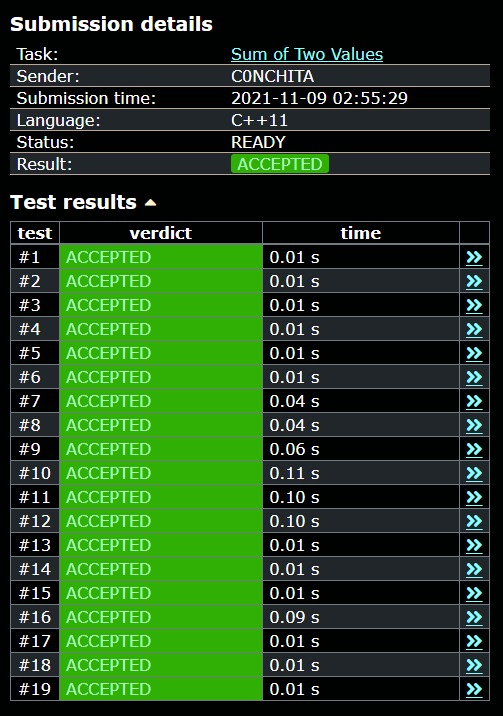 Submission details
Task: Sum of Two Values
Sender: C0NCHITA
Submission time: 2021-11-09 02:55:29
Language: C++11
Status: READY
Result: ACCEPTED
Test results
test verdict time
#1 ACCEPTED 0.01 s
#2 ACCEPTED 0.01 s
#3 ACCEPTED 0.01 s
#4 ACCEPTED 0.01 s
#5 ACCEPTED 0.01 s
#6 ACCEPTED 0.01 s
#7 ACCEPTED 0.04 s
#8 ACCEPTED 0.04 s
#9 ACCEPTED 0.06 s
#10 ACCEPTED 0.11 s
#11 ACCEPTED 0.10 s
#12 ACCEPTED 0.10 s
#13 ACCEPTED 0.01 s
#14 ACCEPTED 0.01 s
#15 ACCEPTED 0.01 s
#16 ACCEPTED 0.09 s
#17 ACCEPTED 0.01 s
#18 ACCEPTED 0.01 s
#19 ACCEPTED 0.01 s